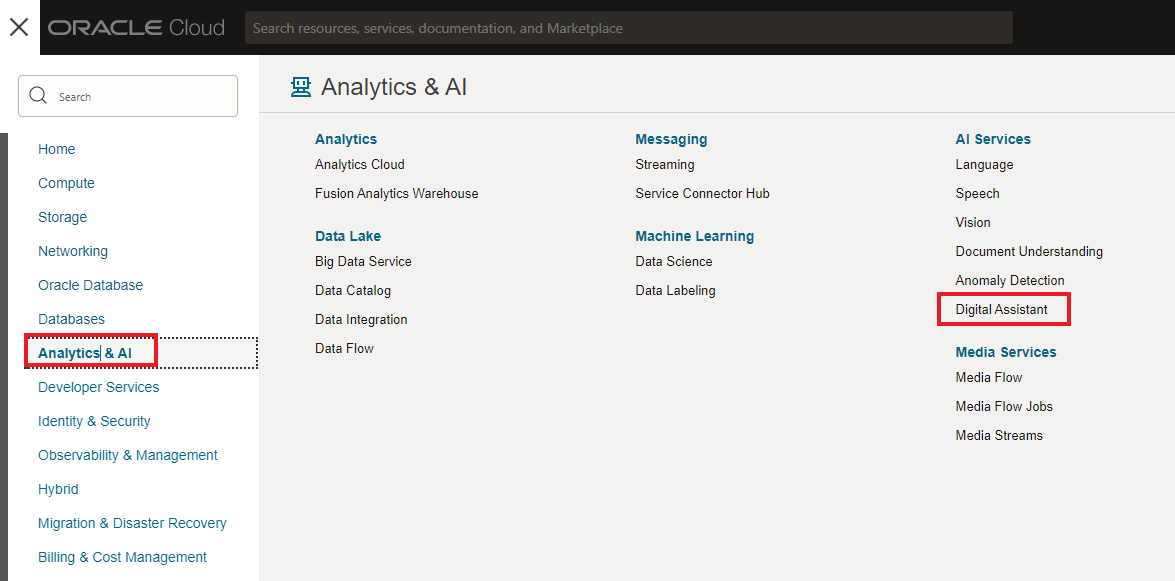 ORACLE Cloud
Search resources, services, documentation, and Marketplace
Search
Home
Compute
Storage
Networking
Oracle Database
Databases
Analytics & AI
Developer Services
Identity & Security
Observability & Management
Hybrid
Migration & Disaster Recovery
Billing & Cost Management
Analytics & AI
Analytics
Analytics Cloud
Fusion Analytics Warehouse
Data Lake
Big Data Service
Data Catalog
Data Integration
Data Flow
Messaging
Streaming
Service Connector Hub
Machine Learning
Data Science
Data Labeling
AI Services
Language
Speech
Vision
Document Understanding
Anomaly Detection
Digital Assistant
Media Services
Media Flow
Media Flow Jobs
Media Streams